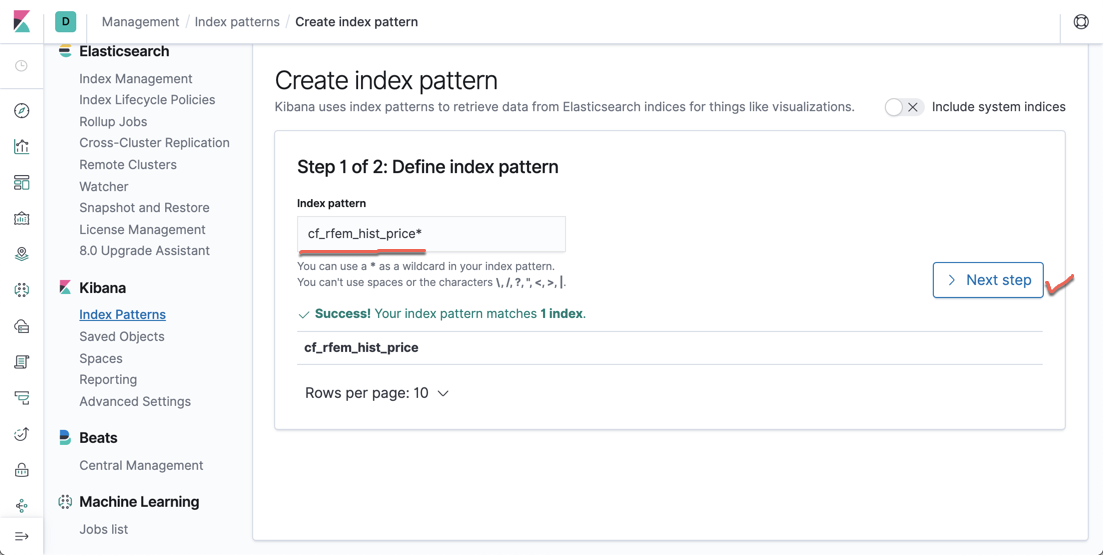 D Management / Index patterns / Create index pattern
Elasticsearch
Index Management
Index Lifecycle Policies
Rollup Jobs
Cross-Cluster Replication
Remote Clusters
Watcher
Snapshot and Restore
License Management
8.0 Upgrade Assistant
Kibana
Index Patterns
Saved Objects
Spaces
Reporting
Advanced Settings
Beats
Central Management
Machine Learning
Jobs list
Create index pattern
Kibana uses index patterns to retrieve data from Elasticsearch indices for things like visualizations.
Include system indices
Step 1 of 2: Define index pattern
Index pattern
cf_rfem_hist_price*
You can use a * as a wildcard in your index pattern.
You can't use spaces or the characters \, /, ?, ", <, >, |.
Next step
Success! Your index pattern matches 1 index.
cf_rfem_hist_price
Rows per page: 10